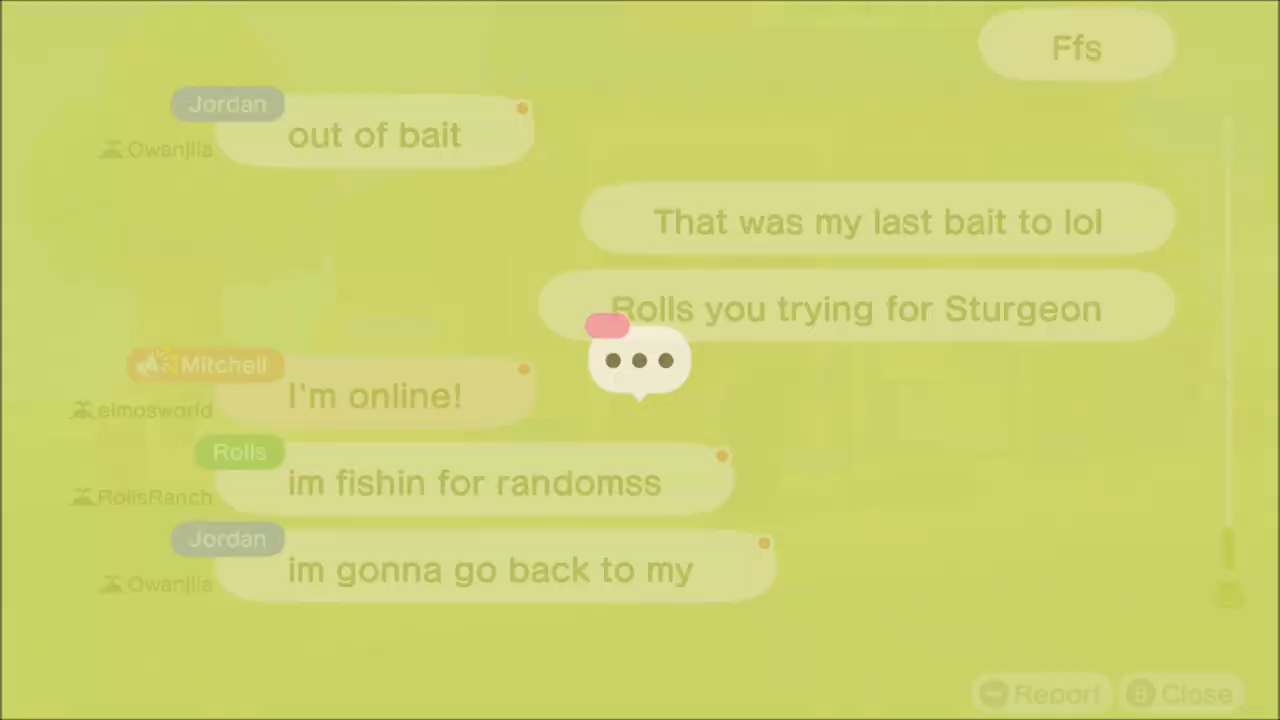 Ffs
Jordan
out of bait
Owanjila
That was my last bait to lol
Rolls you trying for Sturgeon
Mitchell
I'm online!
elmosworld
Rolls
im fishin for randomss
RollsRanch
Jordan
im gonna go back to my
Owanjila
Report
Close